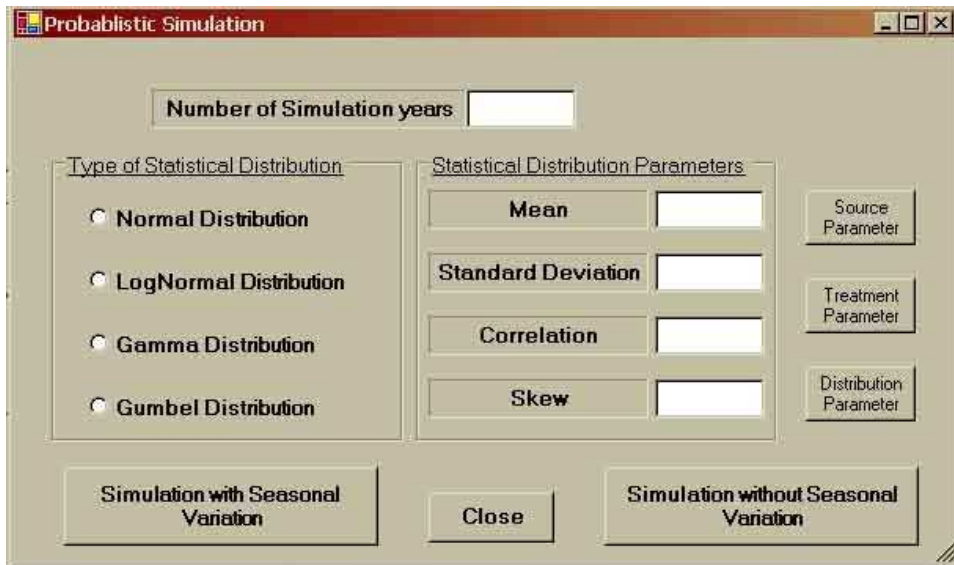 Probablistic Simulation
Number of Simulation years
Type of Statistical Distribution
Normal Distribution
LogNormal Distribution
Gamma Distribution
Gumbel Distribution
Statistical Distribution Parameters
Mean
Standard Deviation
Correlation
Skew
Source
Parameter
Treatment
Parameter
Distribution
Parameter
Simulation with Seasonal
Variation
Close
Simulation without Seasonal
Variation